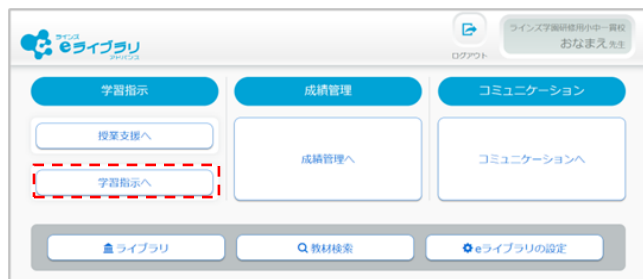 ラインズ
eライブラリ
アドバンス
ログアウト
ラインズ学園研修用小中一貫校
おなまえ先生
学習指示
成績管理
コミュニケーション
授業支援へ
学習指示へ
成績管理へ
コミュニケーションへ
ライブラリ
教材検索
eライブラリの設定